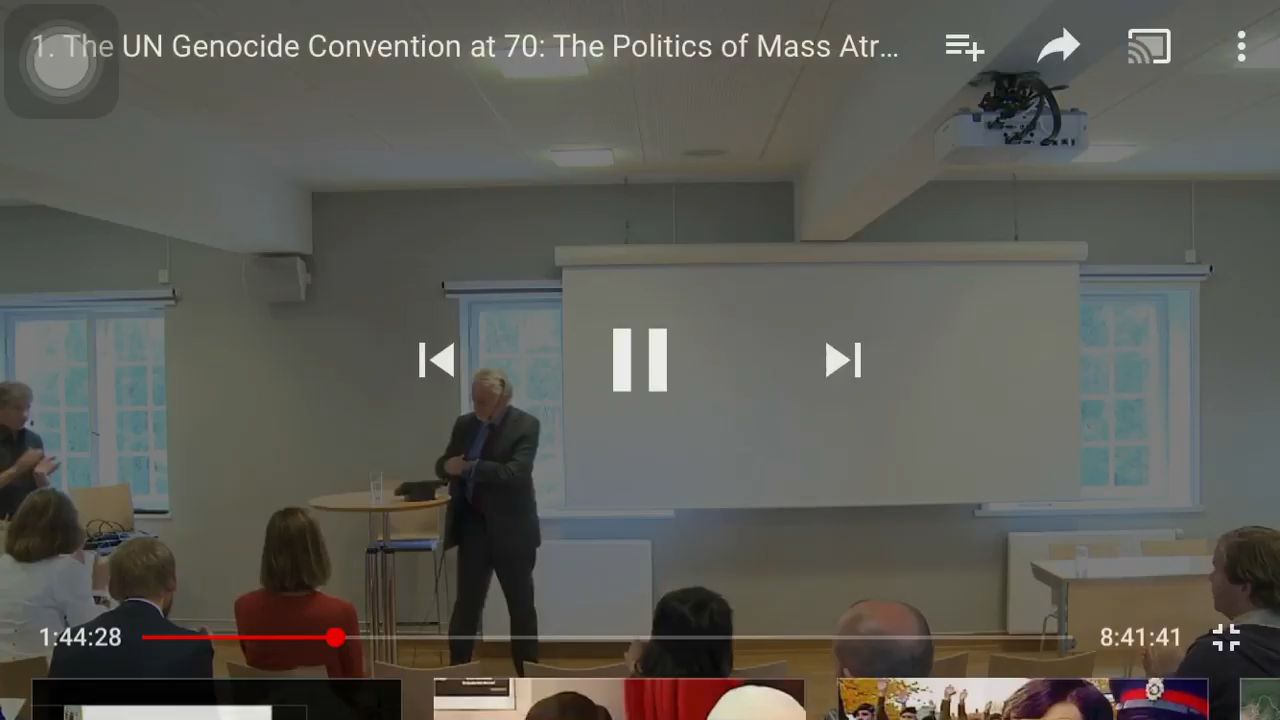 1. The UN Genocide Convention at 70: The Politics of Mass Atr...
1:44:28
8:41:41